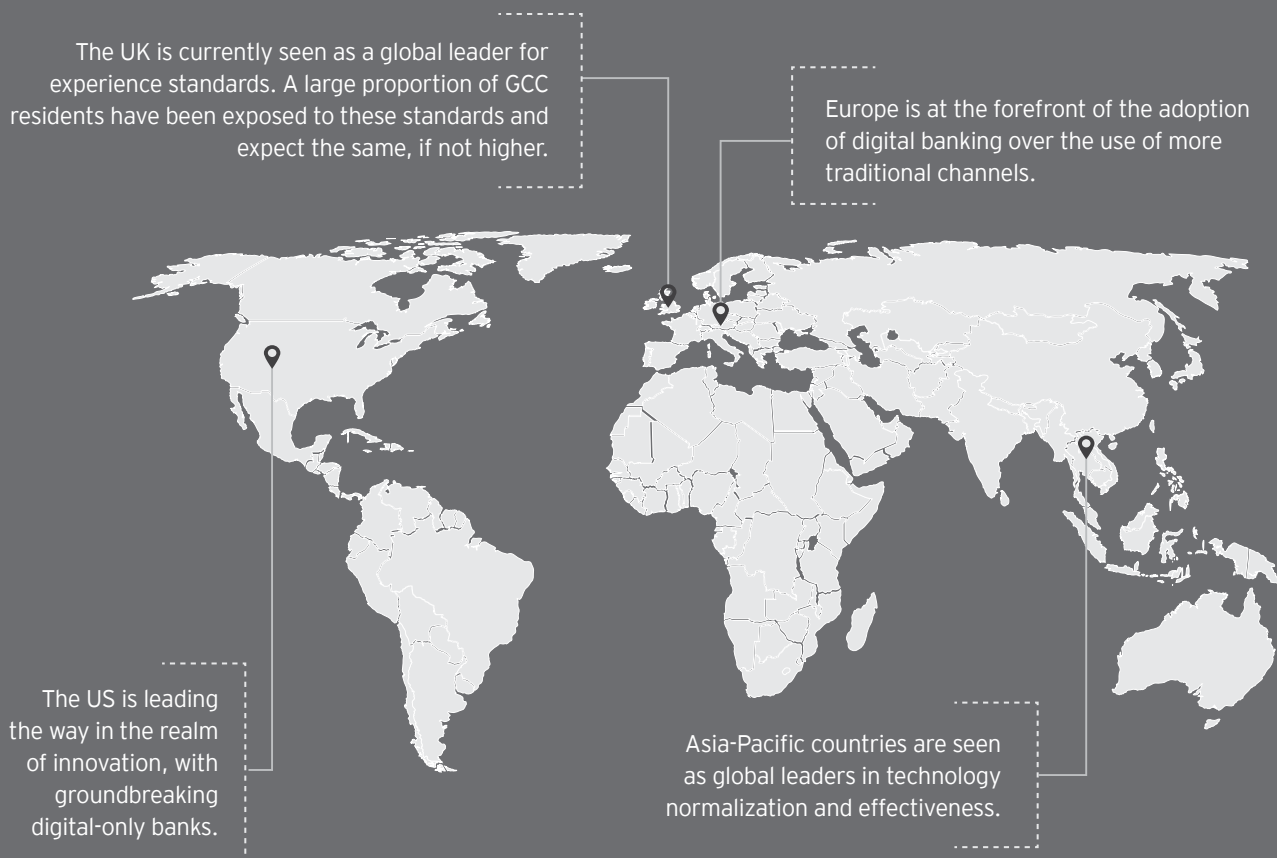 The UK is currently seen as a global leader for
experience standards. A large proportion of GCC
residents have been exposed to these standards and
expect the same, if not higher.
Europe is at the forefront of the adoption
of digital banking over the use of more
traditional channels.
The US is leading
the way in the realm
of innovation, with
groundbreaking
digital-only banks.
Asia-Pacific countries are seen
as global leaders in technology
normalization and effectiveness.